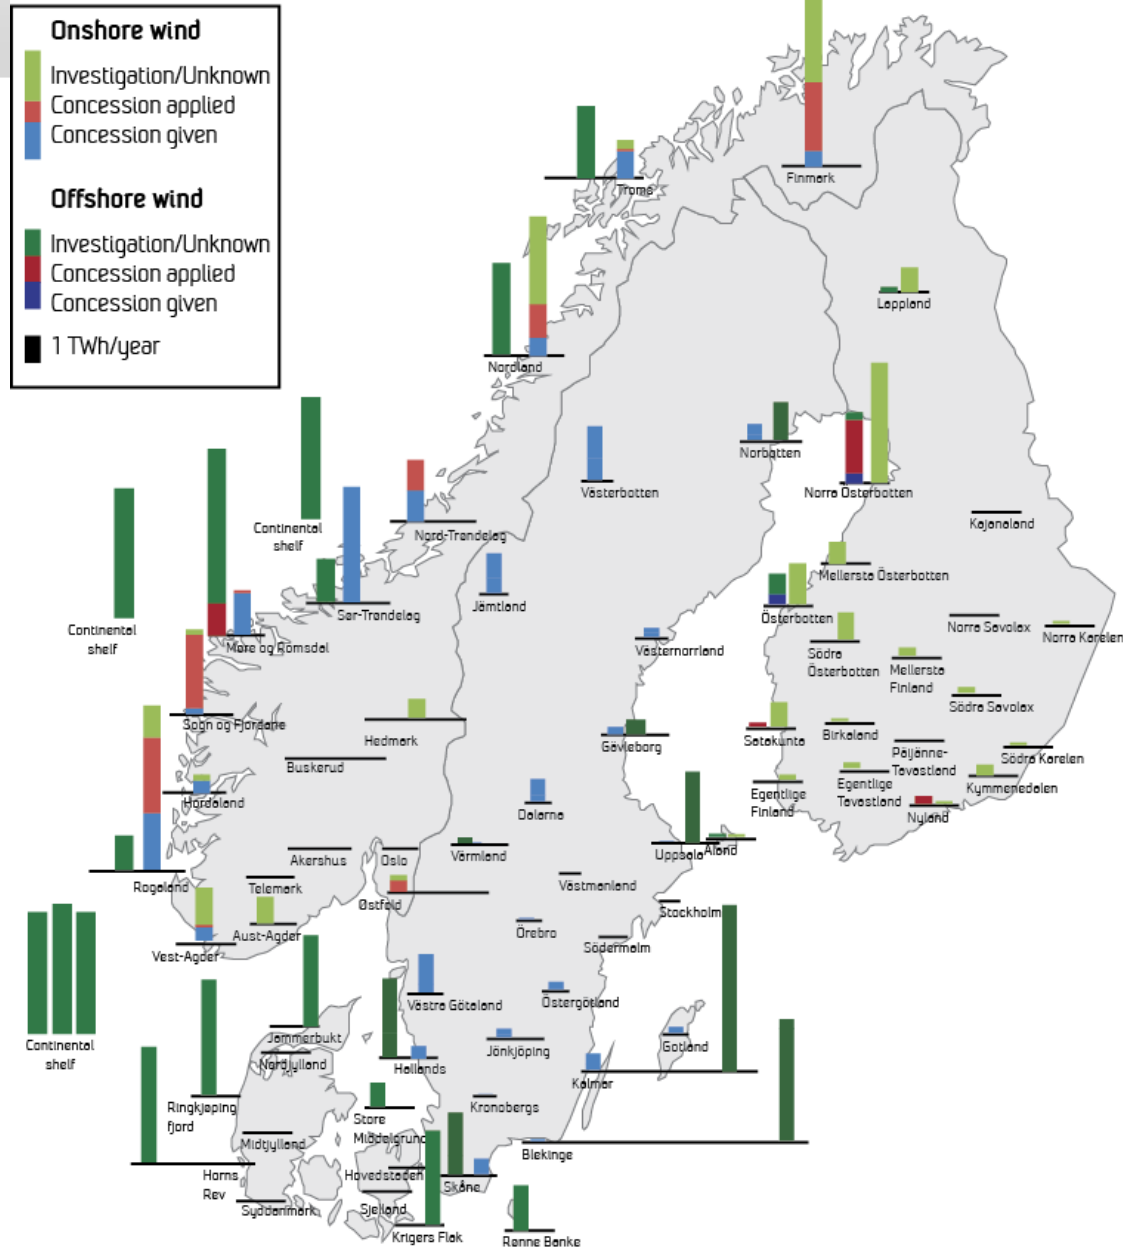 Onshore wind
Investigation/Unknown
Concession applied
Concession given
Offshore wind
Investigation/Unknown
Concession applied
Concession given
1 TWh/year
Troms
Finmark
Lappland
Nordland
Norbotten
Västerbotten
Norra Österbotten
Kajanaland
Continental
shelf
Nord-Trøndelag
Continental
shelf
Sør-Trøndelag
Jämtland
Mellersta Österbotten
Österbotten
Norra Savolax
Norra Karelen
Møre og Romsdal
Västernorrland
Södra
Österbotten
Mellersta
Finland
Södra Savolax
Sogn og Fjordane
Hedmark
Gävleborg
Satakunta
Birkaland
Päijänne-
Tavastland
Södra Karelen
Buskerud
Hordaland
Dalarna
Egentlige
Finland
Egentlige
Tavastland
Kymmenedalen
Nyland
Akershus
Oslo
Värmland
Uppsala
Åland
Rogaland
Telemark
Østfold
Västmanland
Stockholm
Aust-Agder
Vest-Agder
Örebro
Södermalm
Västra Götaland
Östergötland
Continental
shelf
Jammerbukt
Nordjylland
Hallands
Jönkjöping
Gotland
Kalmar
Ringkjøping
fjord
Store
Middelgrund
Kronobergs
Midtjylland
Blekinge
Horns
Rev
Hovedstaden
Skåne
Syddanmark
Sjelland
Krigers Flak
Rønne Banke